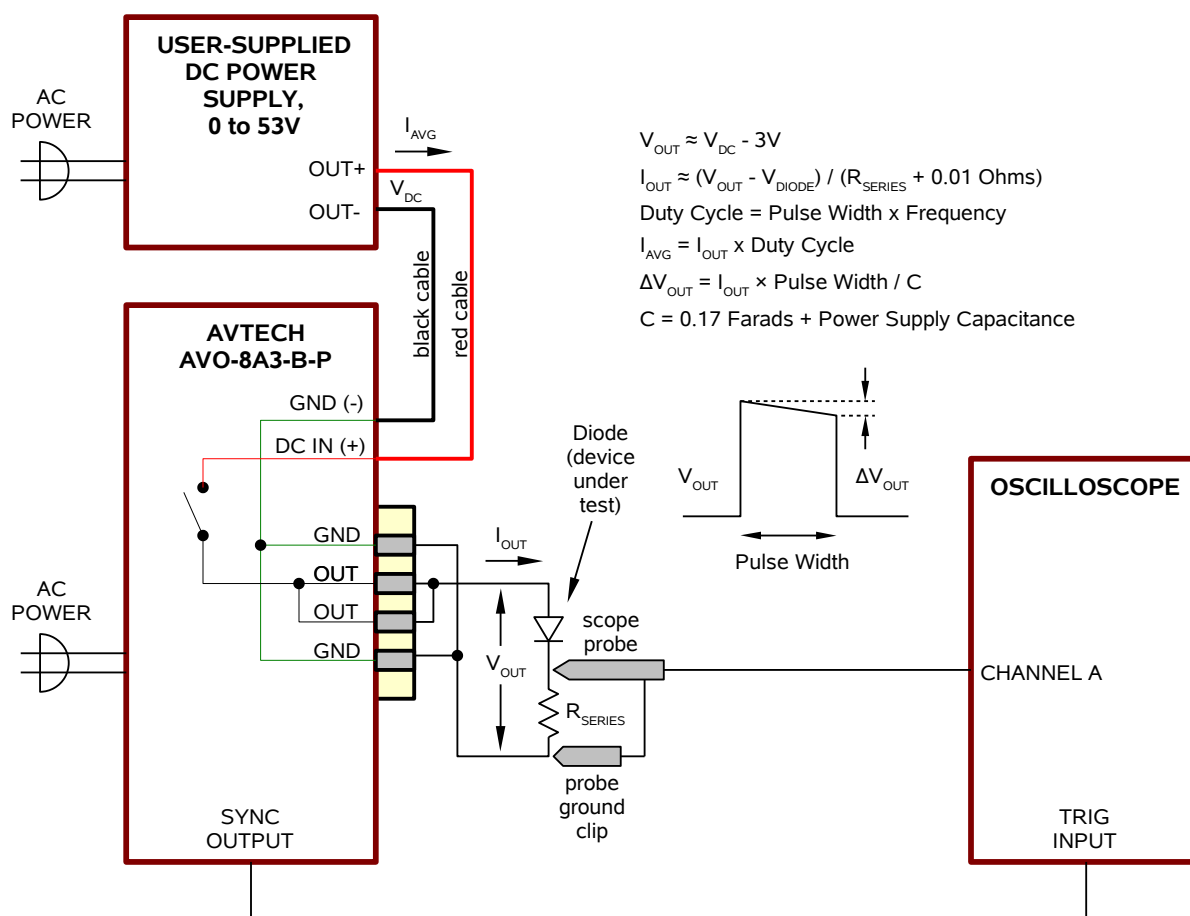 USER-SUPPLIED
DC POWER
SUPPLY,
0 to 53V
AC
POWER
I_AVG
OUT+
V_DC
OUT-
V_OUT ≈ V_DC - 3V
I_OUT ≈ (V_OUT - V_DIODE) / (R_SERIES + 0.01 Ohms)
Duty Cycle = Pulse Width x Frequency
I_AVG = I_OUT x Duty Cycle
ΔV_OUT = I_OUT × Pulse Width / C
C = 0.17 Farads + Power Supply Capacitance
black cable
red cable
AVTECH
AVO-8A3-B-P
GND (-)
DC IN (+)
GND
OUT
OUT
GND
AC
POWER
SYNC
OUTPUT
I_OUT
V_OUT
Diode
(device
under
test)
scope
probe
R_SERIES
probe
ground
clip
V_OUT
ΔV_OUT
Pulse Width
OSCILLOSCOPE
CHANNEL A
TRIG
INPUT